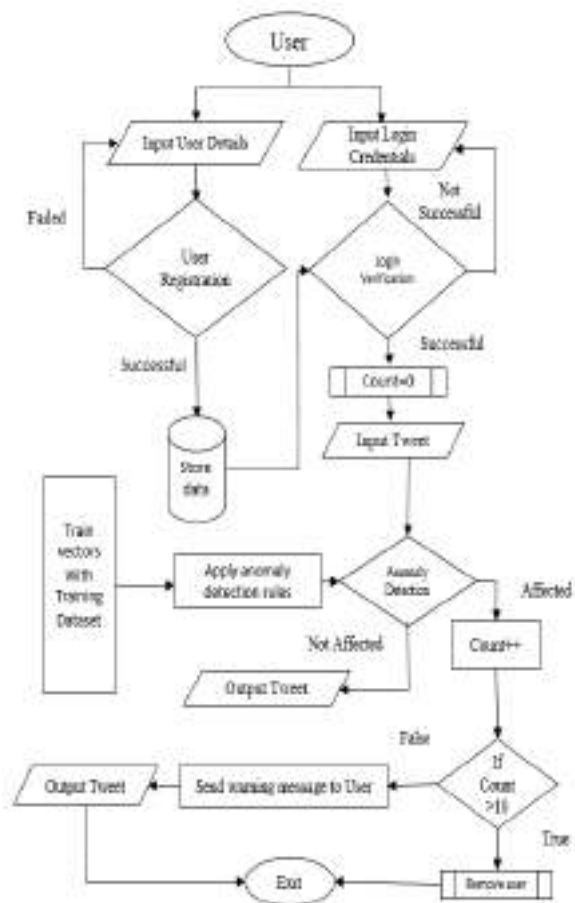 User
Input User Details
Input Login
Credentials
Failed
Not
Successful
User
Registration
Login
Verification
Successful
Successful
Count=0
Input Tweet
Store
data
Train
vectors
with
Training
Dataset
Apply anomaly
detection rules
Anomaly
Detection
Affected
Not Affected
Count++
Output Tweet
False
If
Count
>10
Output Tweet
Send warning message to User
True
Exit
Remove user